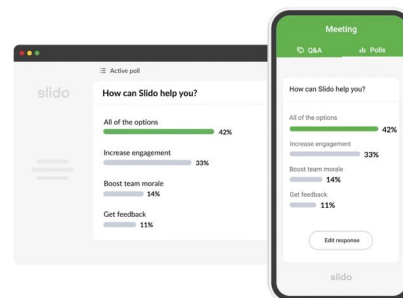 Active poll
slido
How can Slido help you?
All of the options
42%
Increase engagement
33%
Boost team morale
14%
Get feedback
11%
Meeting
Q&A Polls
How can Slido help you?
All of the options
42%
Increase engagement
33%
Boost team morale
14%
Get feedback
11%
Edit response
slido